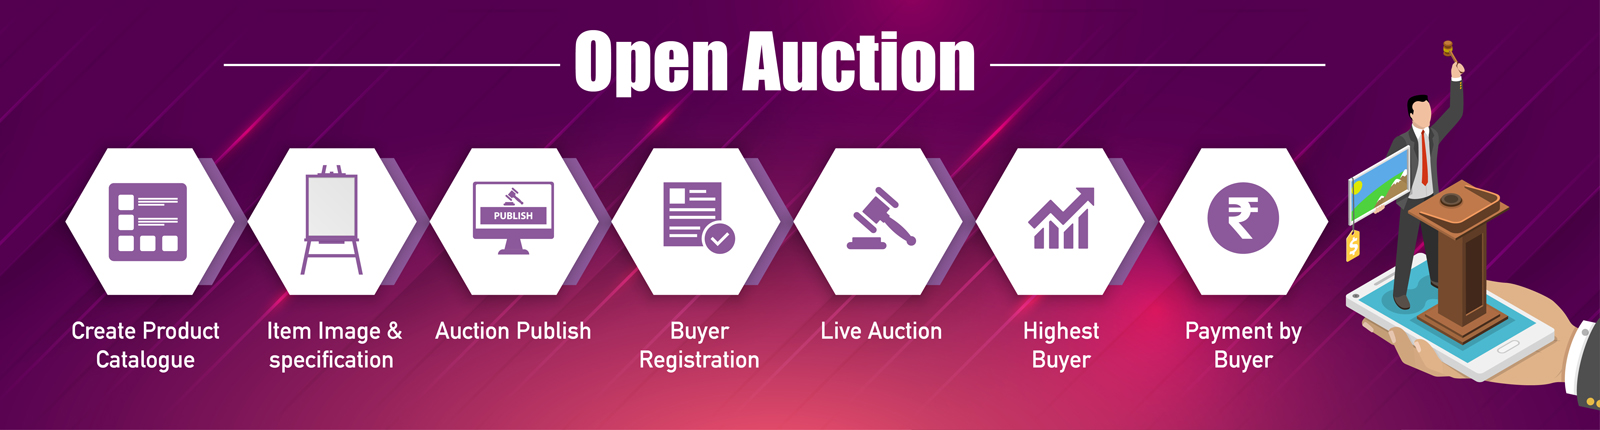 Open Auction
PUBLISH
₹
$
Create Product
Catalogue
Item Image &
specification
Auction Publish
Buyer
Registration
Live Auction
Highest
Buyer
Payment by
Buyer